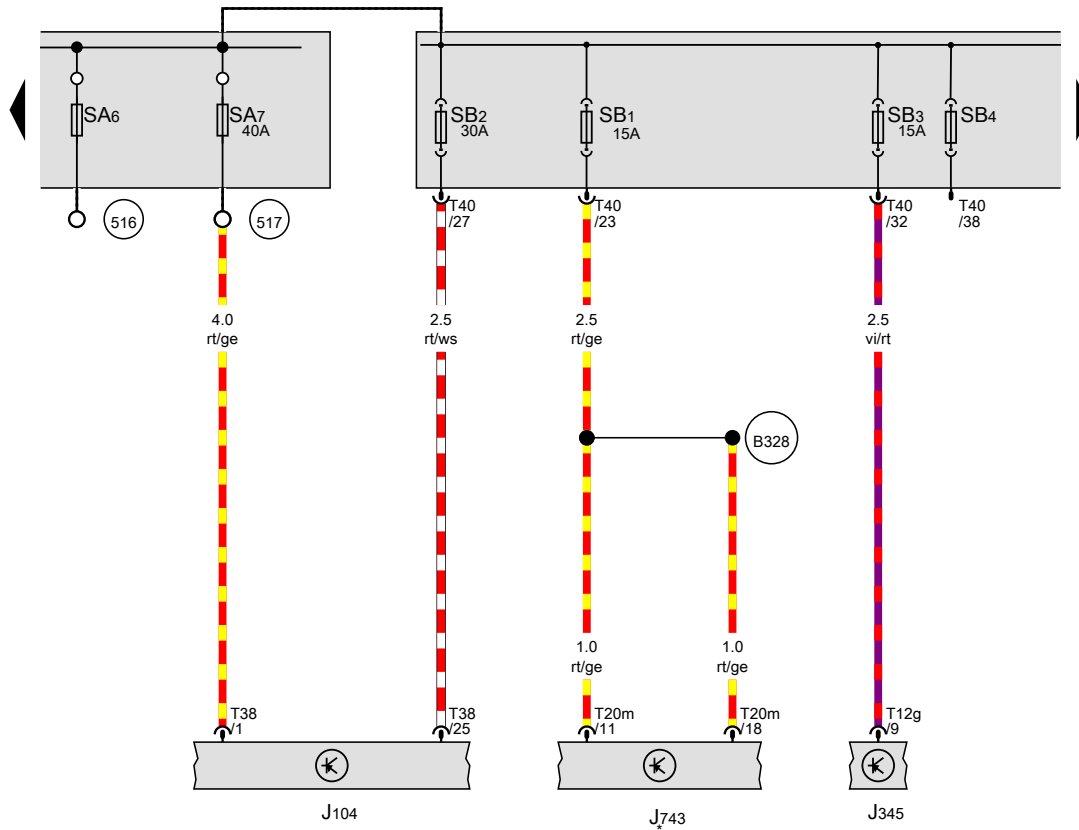 SA6
SA7
40A
SB2
30A
SB1
15A
SB3
15A
SB4
516
517
T40
/27
T40
/23
T40
/32
T40
/38
4.0
rt/ge
2.5
rt/ws
2.5
rt/ge
2.5
vi/rt
B328
1.0
rt/ge
1.0
rt/ge
T38
/1
T38
/25
T20m
/11
T20m
/18
T12g
/9
J104
J743
*
J345